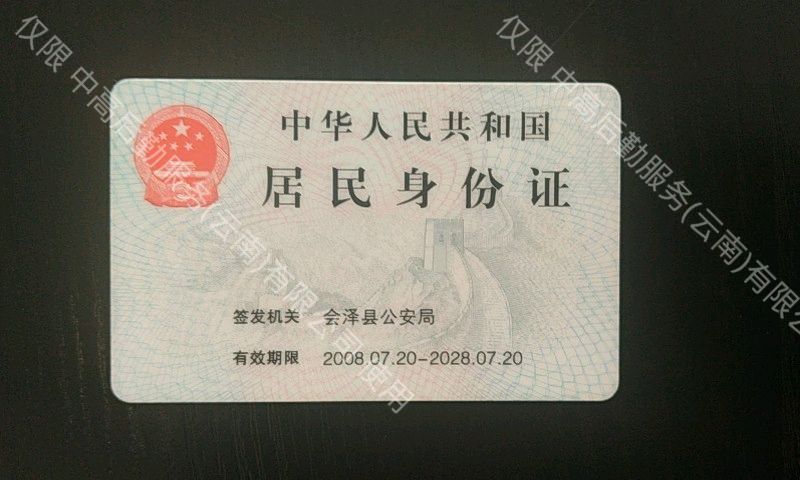 中华人民共和国
居民身份证
签发机关 会泽县公安局
有效期限 2008.07.20-2028.07.20
仅限 中高后勤服务(云南)有限公司使用
仅限 中高后勤服务(云南)有限